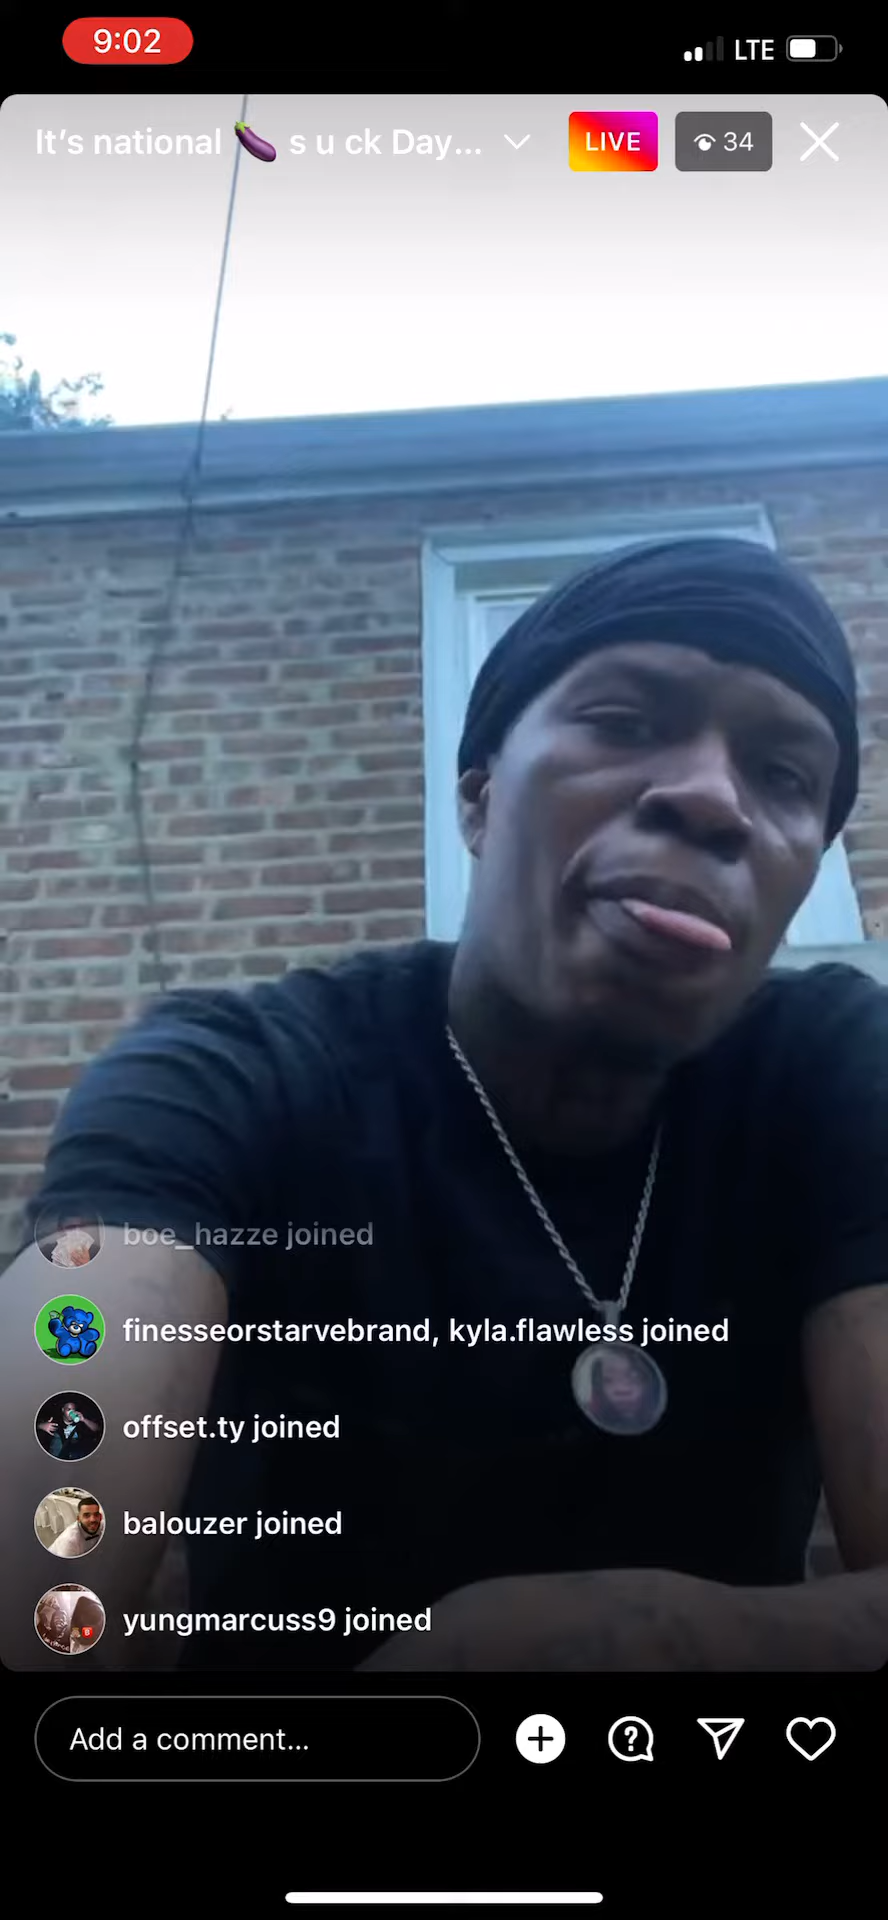 9:02
LTE
It's national 🍆 s u ck Day...
LIVE
34
boe_hazze joined
finesseorstarvebrand, kyla.flawless joined
offset.ty joined
balouzer joined
yungmarcuss9 joined
Add a comment...